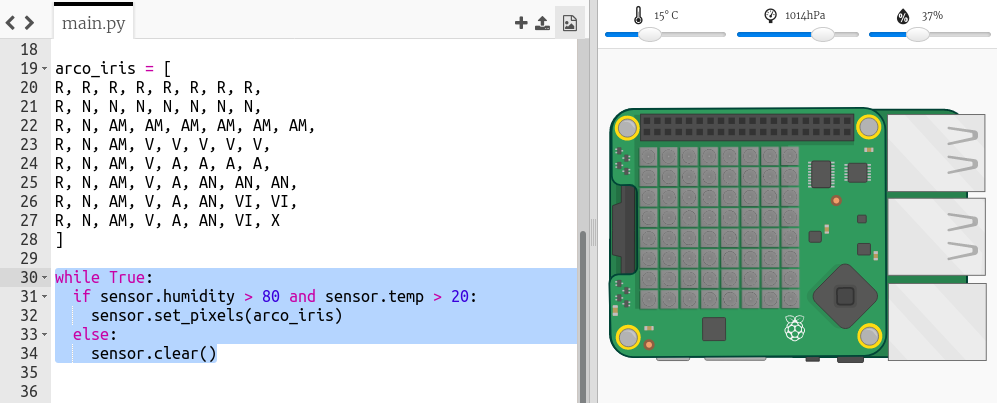 main.py
15° C
1014hPa
37%
18
19 arco_iris = [
20 R, R, R, R, R, R, R, R,
21 R, N, N, N, N, N, N, N,
22 R, N, AM, AM, AM, AM, AM, AM,
23 R, N, AM, V, V, V, V, V,
24 R, N, AM, V, A, A, A, A,
25 R, N, AM, V, A, AN, AN, AN,
26 R, N, AM, V, A, AN, VI, VI,
27 R, N, AM, V, A, AN, VI, X
28 ]
29
30 while True:
31 if sensor.humidity > 80 and sensor.temp > 20:
32 sensor.set_pixels(arco_iris)
33 else:
34 sensor.clear()
35
36